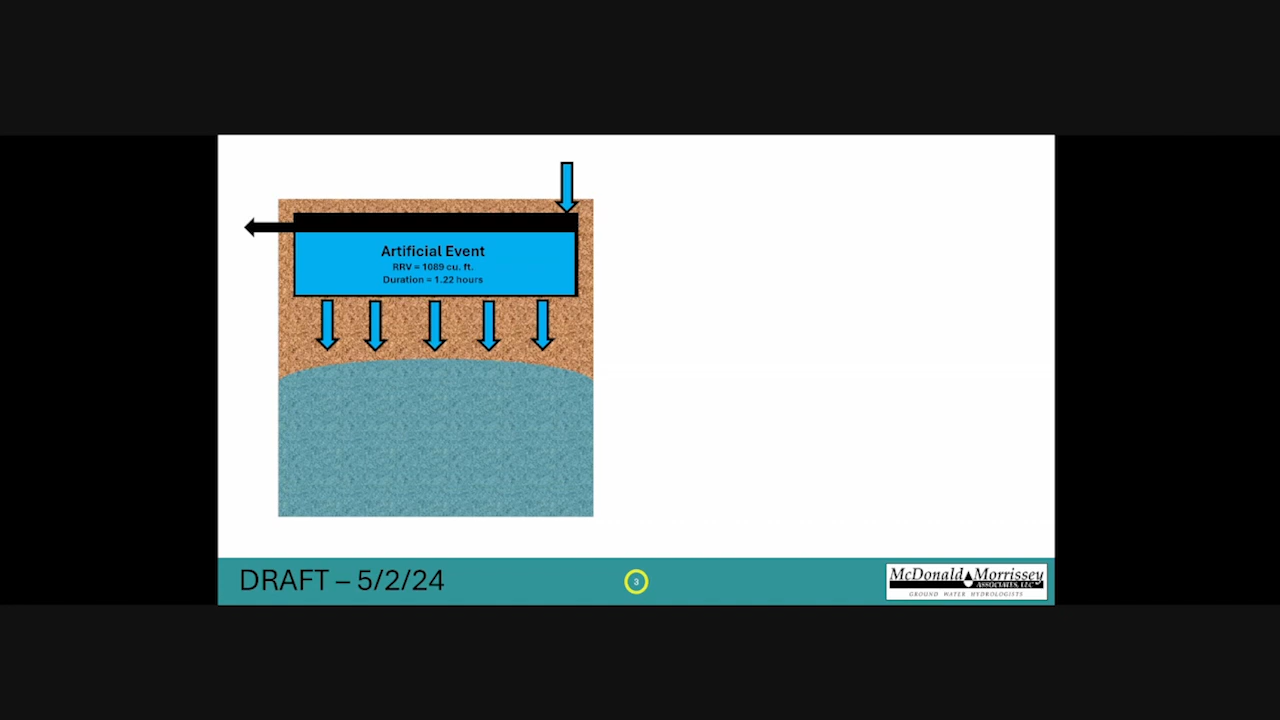 Artificial Event
RRV = 1089 cu. ft.
Duration = 1.22 hours
DRAFT – 5/2/24
3
McDonald Morrissey
ASSOCIATES, LLC
GROUND WATER HYDROLOGISTS